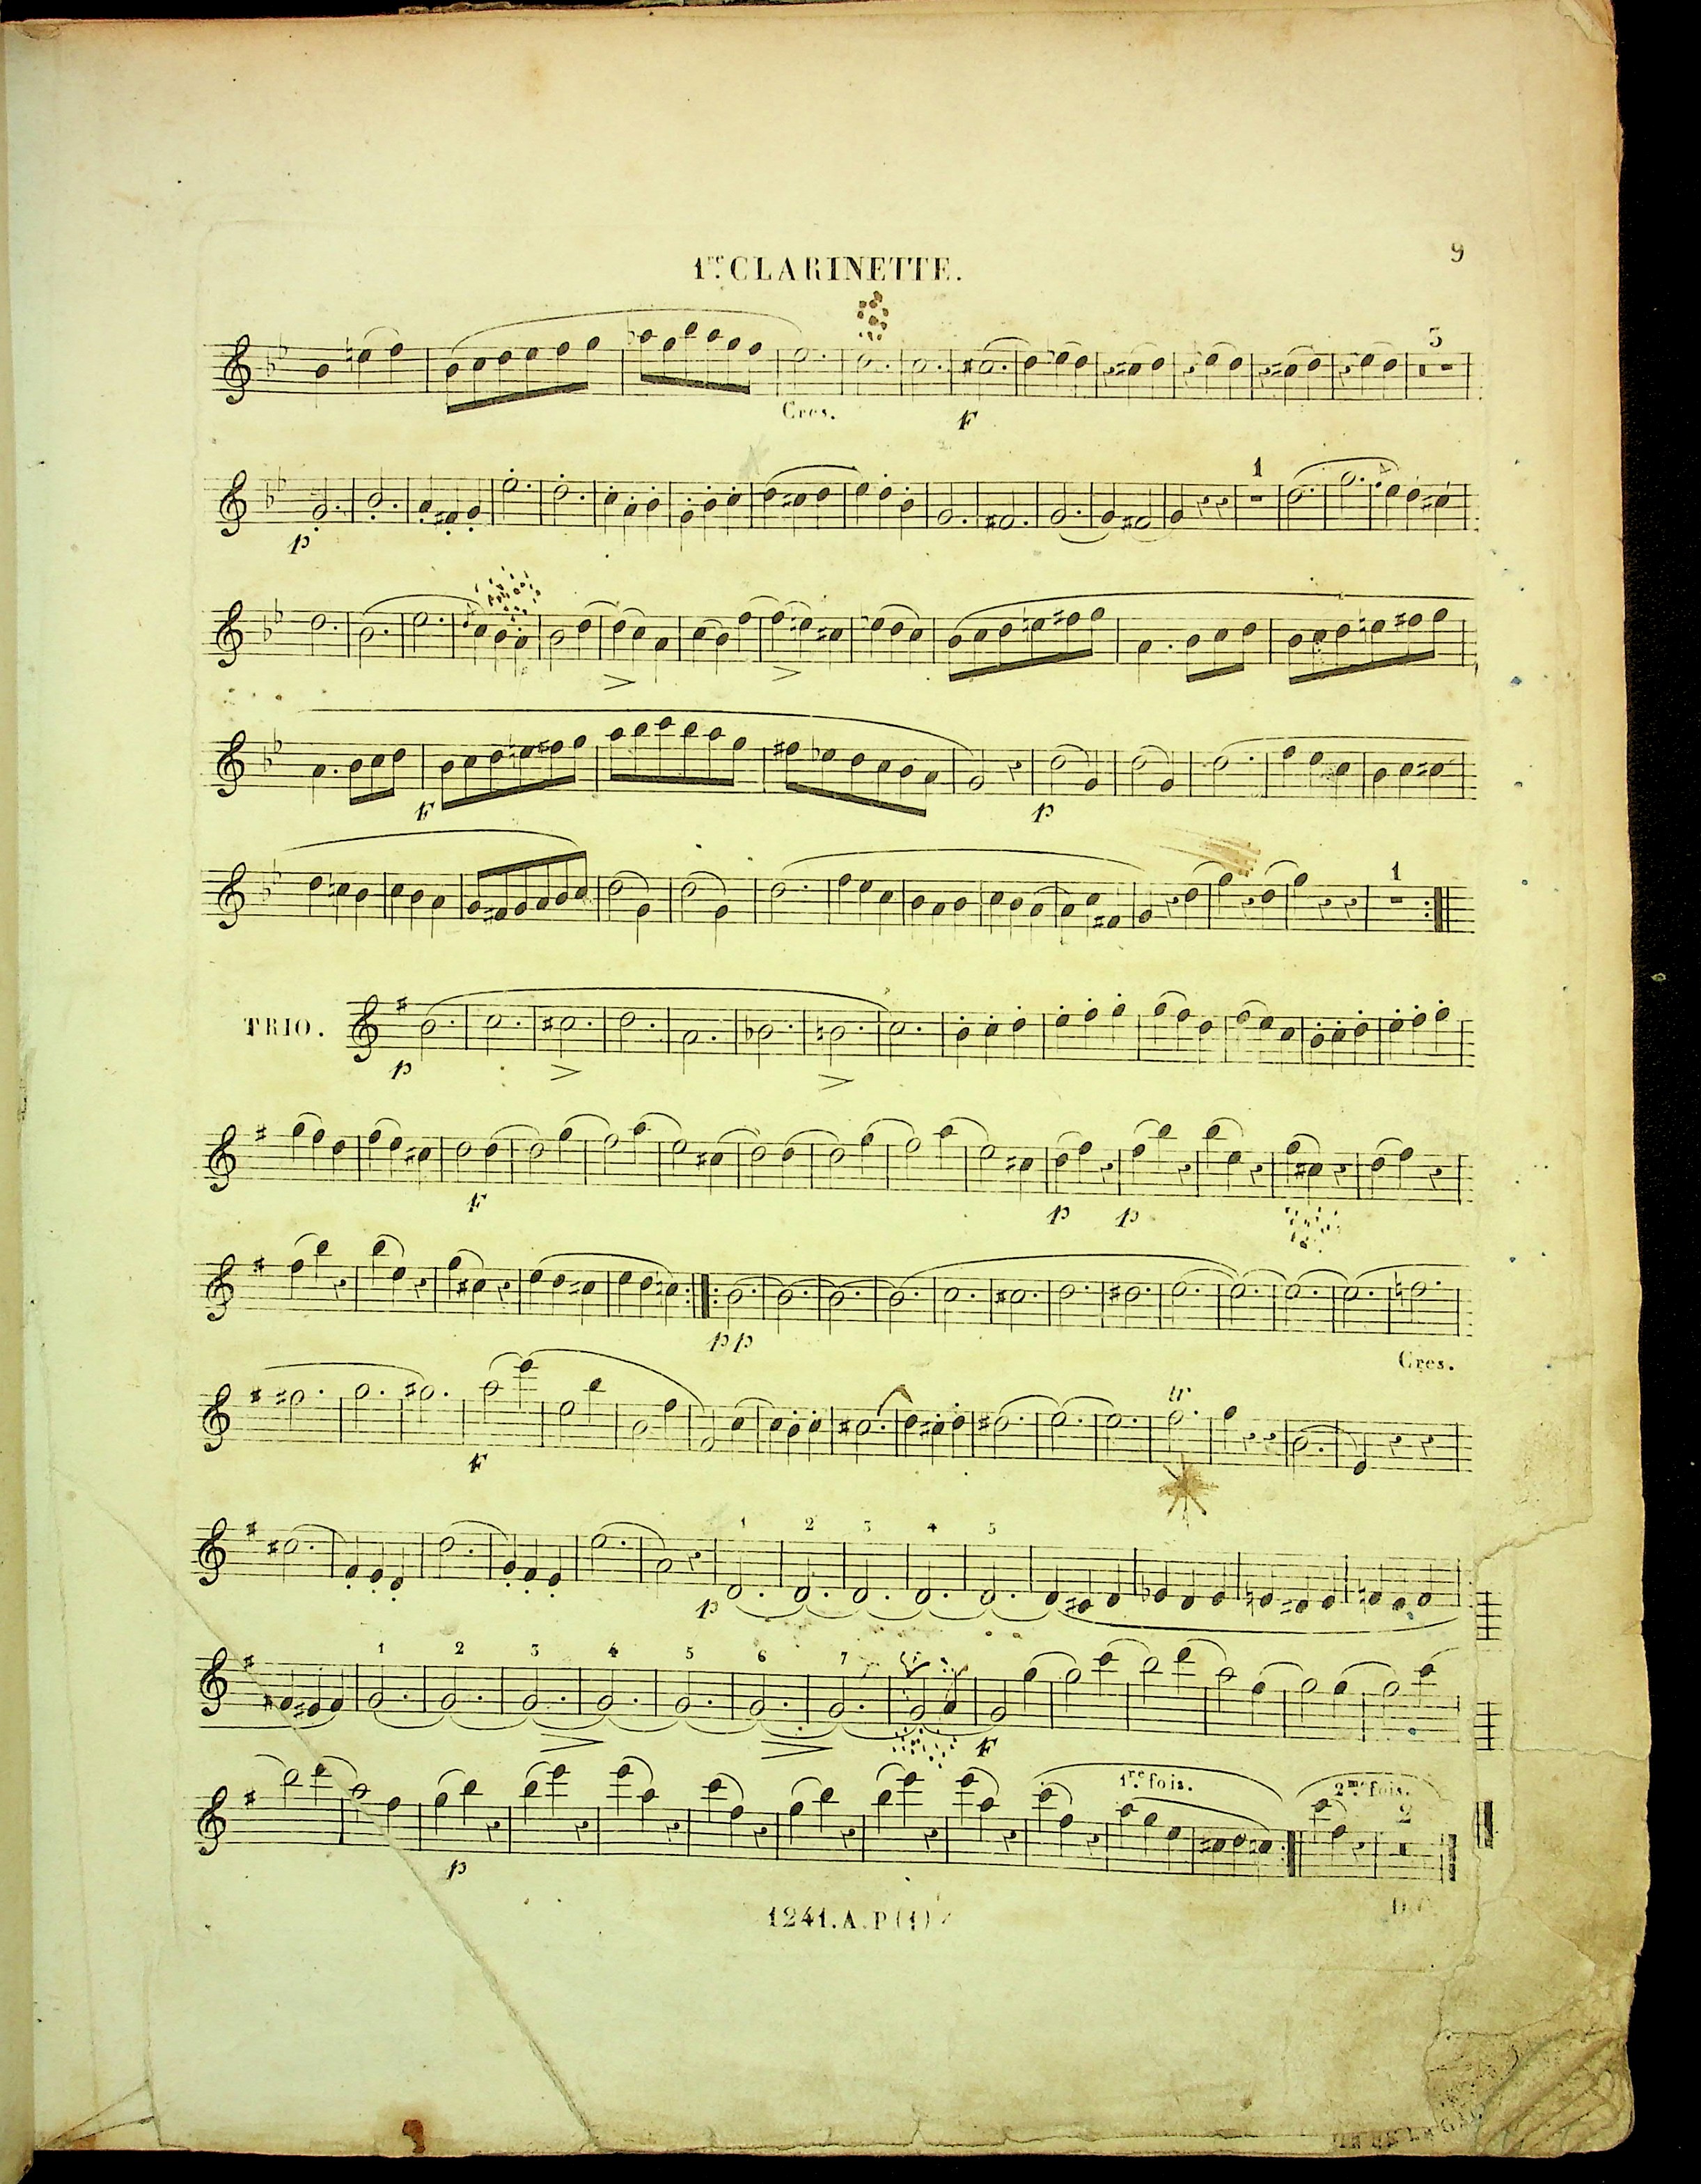 9
1re CLARINETTE.
3
Cres.
F
1
p
F
p
1
TRIO.
p
F
p
p
pp
Cres.
tr
F
1 2 3 4 5
p
1 2 3 4 5 6 7
F
1re fois.
2me fois.
2
p
D.C.
1241.A.P(1)